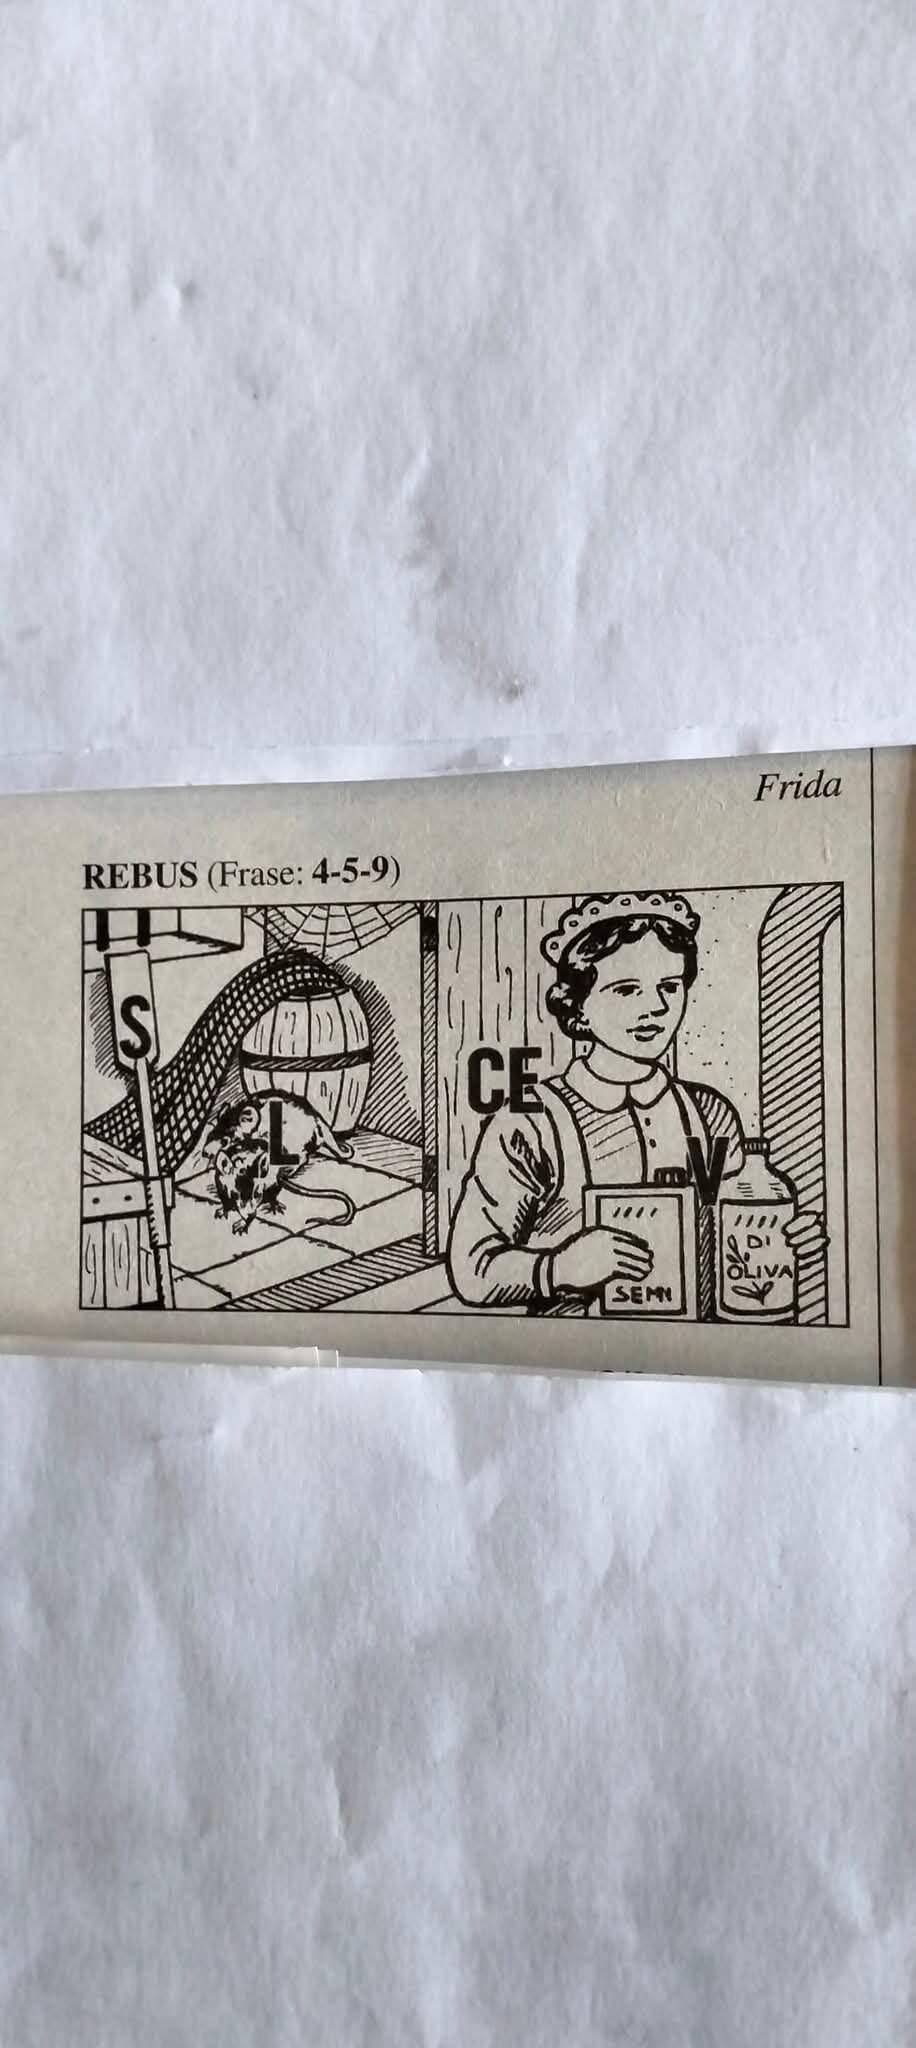 Frida
REBUS (Frase: 4-5-9)
S
L
CE
V
SEMI
DI
OLIVA